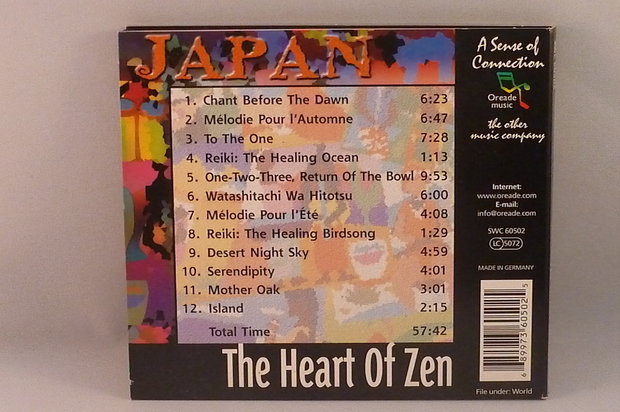 JAPAN
1. Chant Before The Dawn 6:23
2. Mélodie Pour l'Automne 6:47
3. To The One 7:28
4. Reiki: The Healing Ocean 1:13
5. One-Two-Three, Return Of The Bowl 9:53
6. Watashitachi Wa Hitotsu 6:00
7. Mélodie Pour l'Été 4:08
8. Reiki: The Healing Birdsong 1:29
9. Desert Night Sky 4:59
10. Serendipity 4:01
11. Mother Oak 3:01
12. Island 2:15
Total Time 57:42
The Heart Of Zen
A Sense of
Connection
Oreade
music
the other
music company
Internet:
www.oreade.com
E-mail:
info@oreade.com
SWC 60502
LC 5072
MADE IN GERMANY
6 89973 60502 5
File under: World